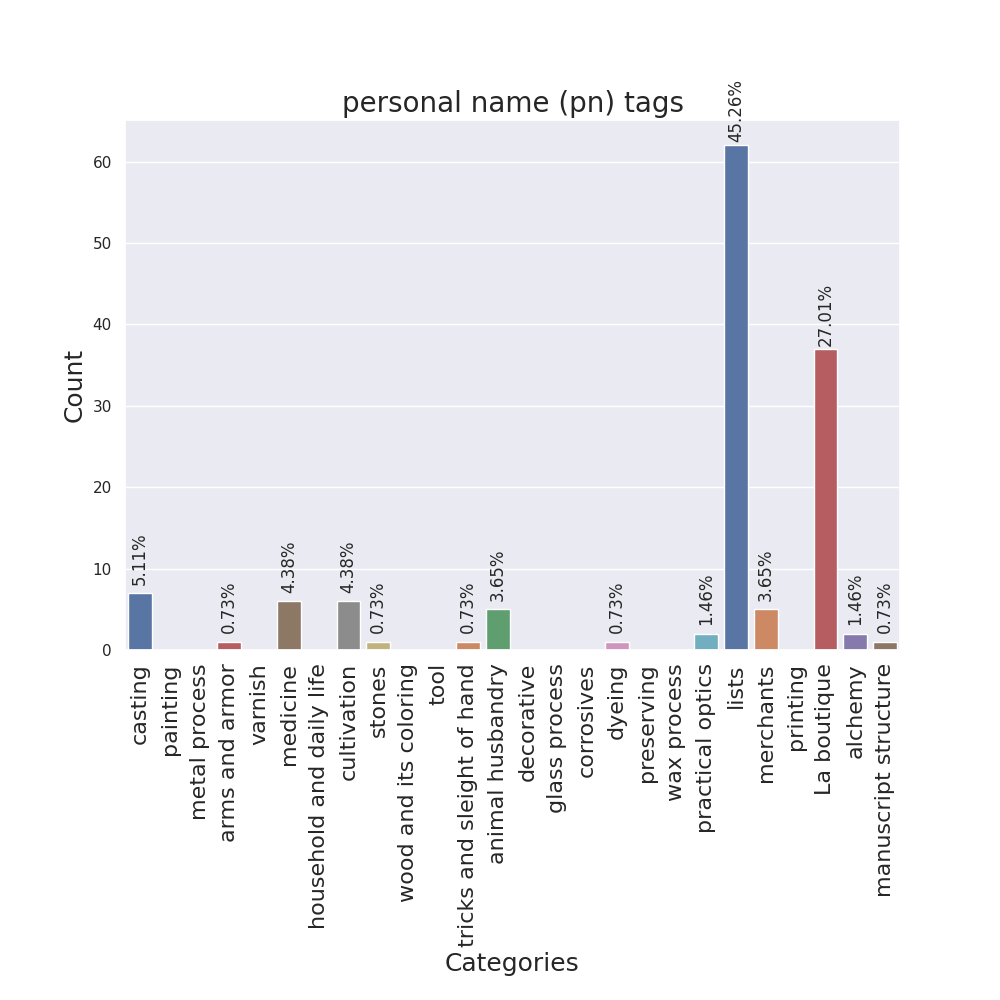 personal name (pn) tags
Count
60
50
40
30
20
10
0
5.11%
0.73%
4.38%
4.38%
0.73%
0.73%
3.65%
0.73%
1.46%
45.26%
3.65%
27.01%
1.46%
0.73%
casting
painting
metal process
arms and armor
varnish
medicine
household and daily life
cultivation
stones
wood and its coloring
tool
tricks and sleight of hand
animal husbandry
decorative
glass process
corrosives
dyeing
preserving
wax process
practical optics
lists
merchants
printing
La boutique
alchemy
manuscript structure
Categories